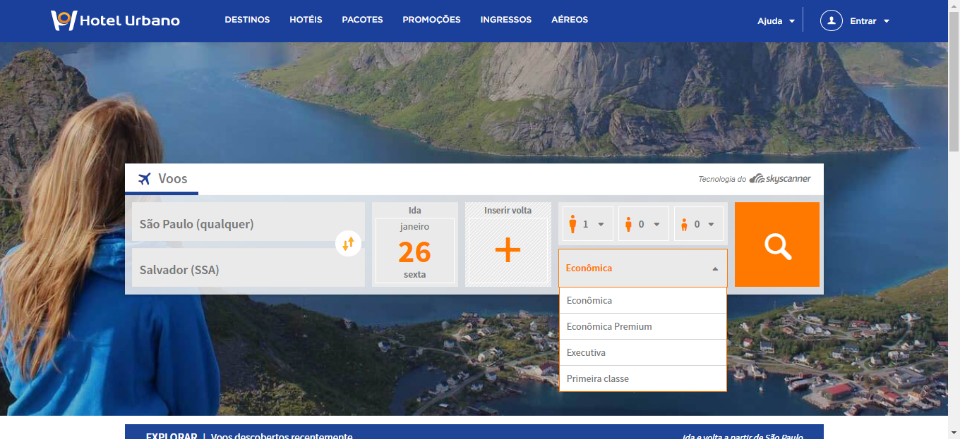 Hotel Urbano
DESTINOS HOTÉIS PACOTES PROMOÇÕES INGRESSOS AÉREOS
Ajuda Entrar
Voos
Tecnologia do skyscanner
São Paulo (qualquer)
Salvador (SSA)
Ida
janeiro
26
sexta
Inserir volta
+
1 0 0
Econômica
Econômica
Econômica Premium
Executiva
Primeira classe
EXPLORAR | Voos descobertos recentemente
Ida e volta a partir de São Paulo